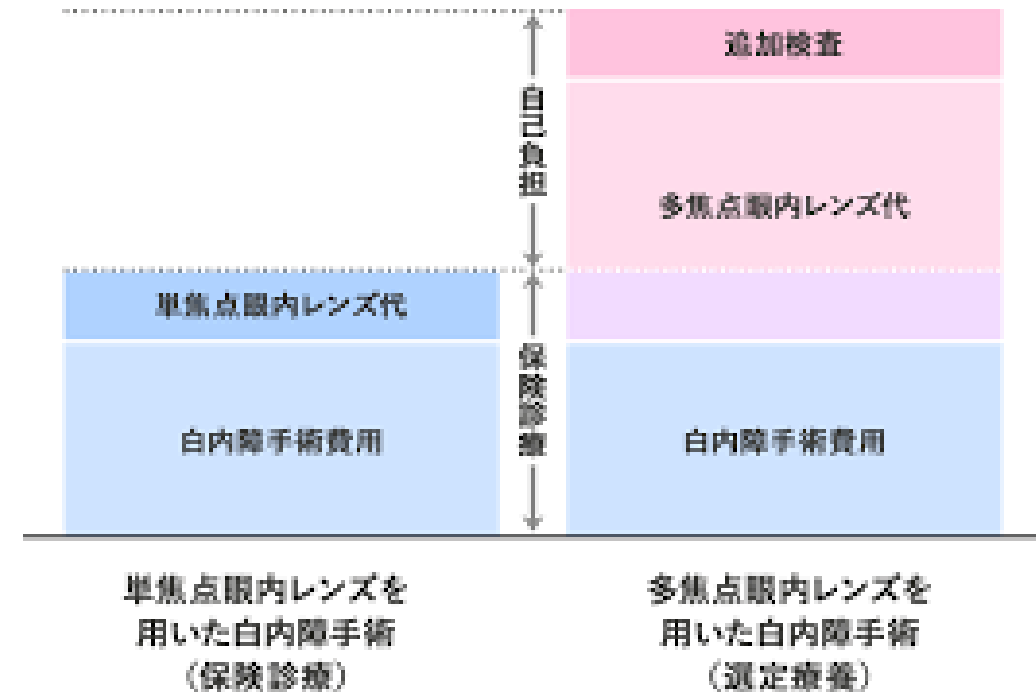 追加検査
自己負担
多焦点眼内レンズ代
単焦点眼内レンズ代
保険診療
白内障手術費用
白内障手術費用
単焦点眼内レンズを
用いた白内障手術
(保険診療)
多焦点眼内レンズを
用いた白内障手術
(選定療養)